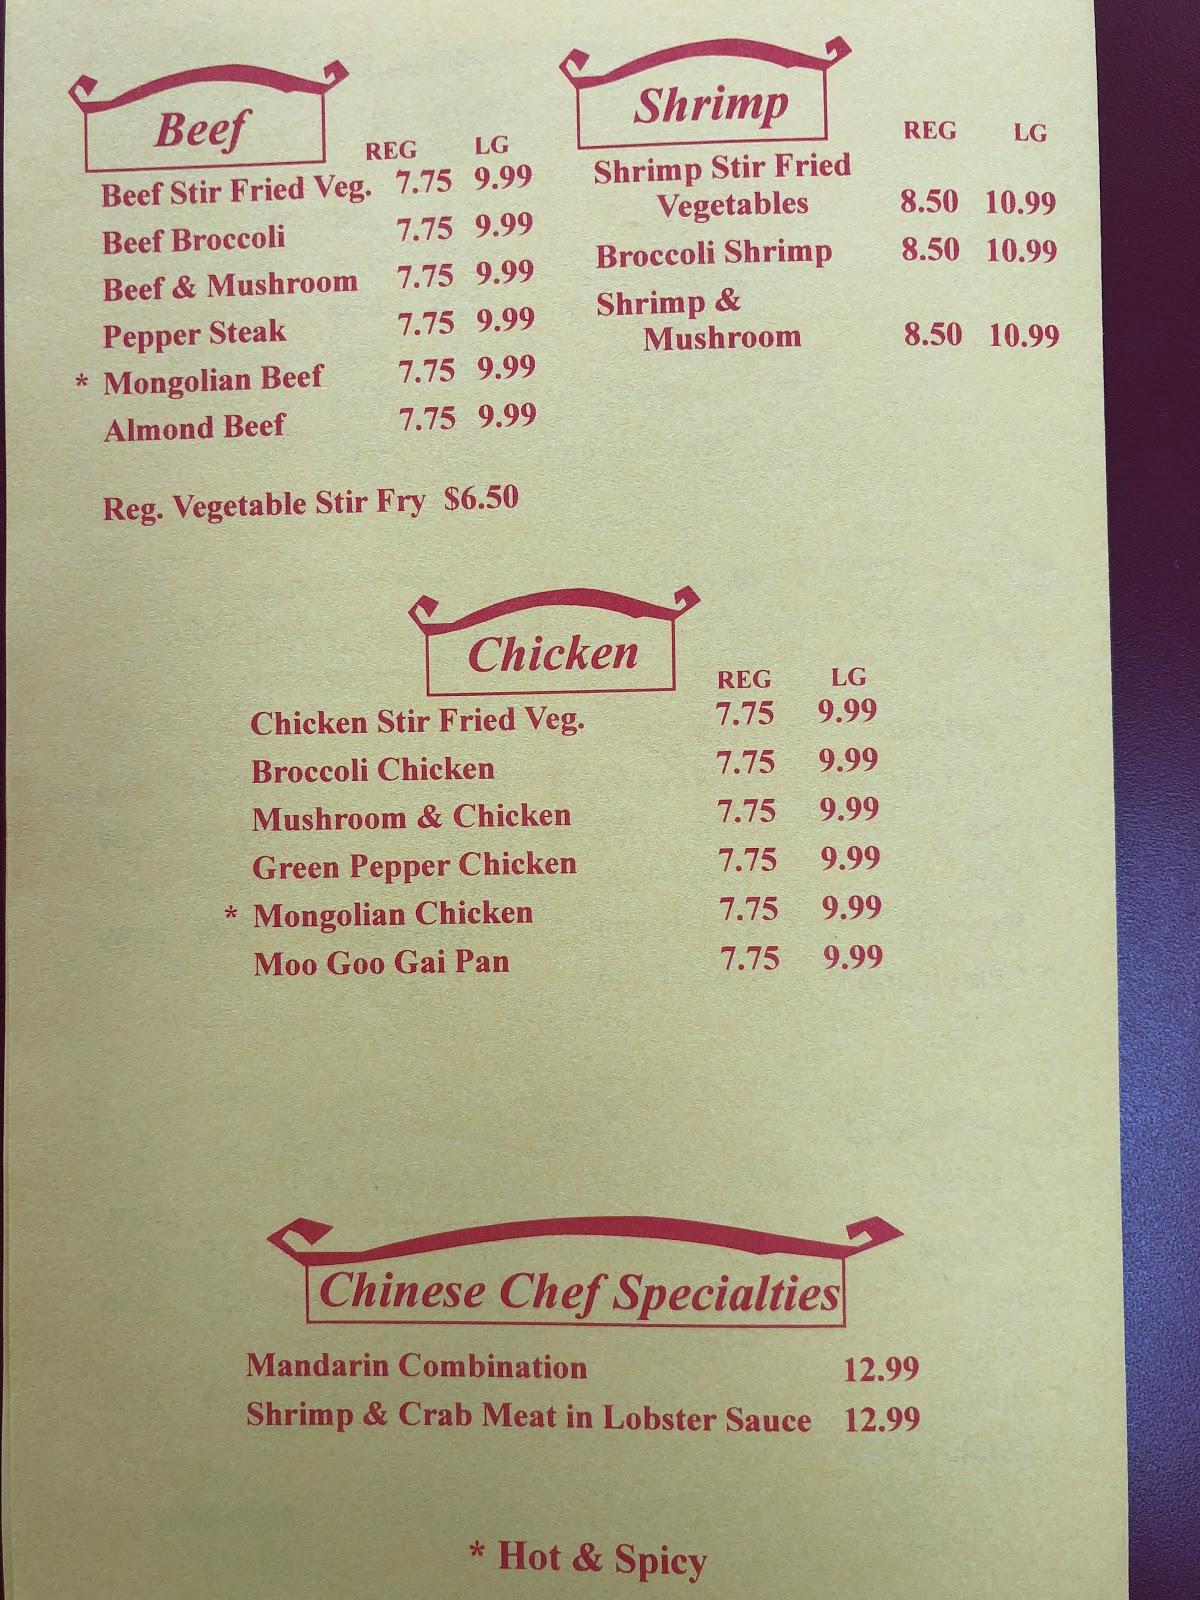 Beef
REG LG
Beef Stir Fried Veg. 7.75 9.99
Beef Broccoli 7.75 9.99
Beef & Mushroom 7.75 9.99
Pepper Steak 7.75 9.99
* Mongolian Beef 7.75 9.99
Almond Beef 7.75 9.99
Reg. Vegetable Stir Fry $6.50
Shrimp
REG LG
Shrimp Stir Fried
Vegetables 8.50 10.99
Broccoli Shrimp 8.50 10.99
Shrimp &
Mushroom 8.50 10.99
Chicken
REG LG
Chicken Stir Fried Veg. 7.75 9.99
Broccoli Chicken 7.75 9.99
Mushroom & Chicken 7.75 9.99
Green Pepper Chicken 7.75 9.99
* Mongolian Chicken 7.75 9.99
Moo Goo Gai Pan 7.75 9.99
Chinese Chef Specialties
Mandarin Combination 12.99
Shrimp & Crab Meat in Lobster Sauce 12.99
* Hot & Spicy